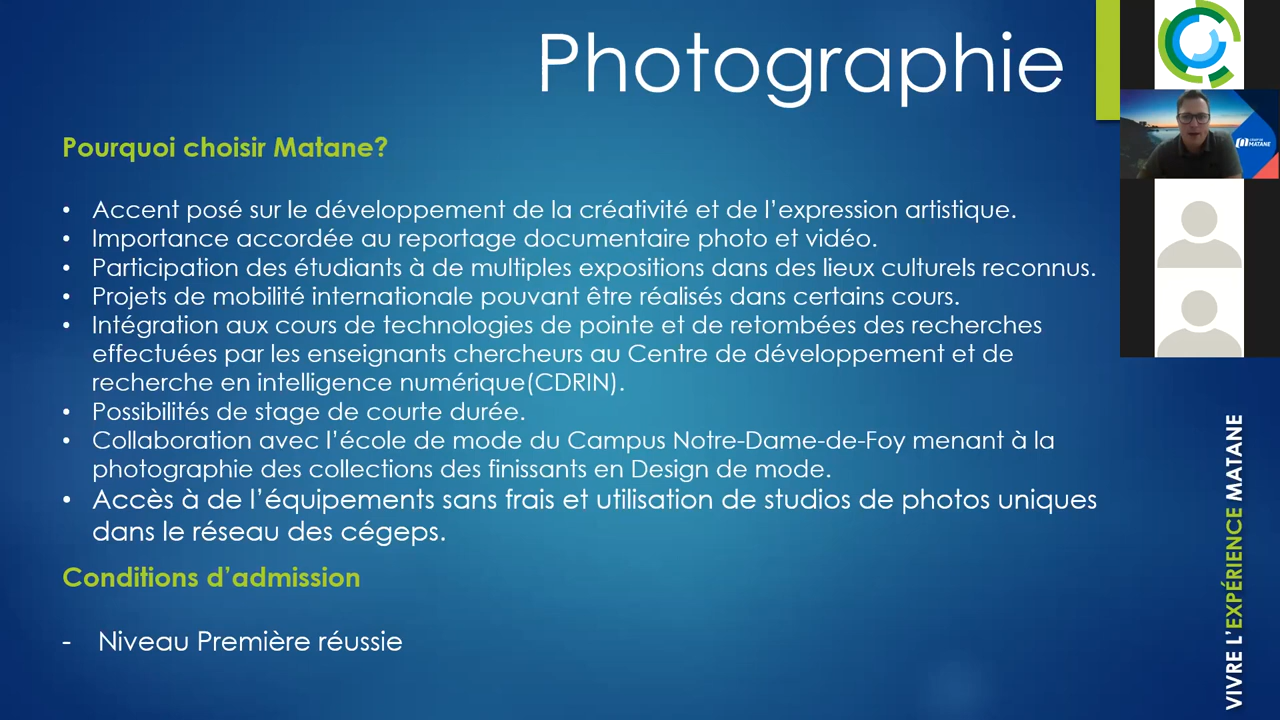 Photographie
Pourquoi choisir Matane?
• Accent posé sur le développement de la créativité et de l'expression artistique.
• Importance accordée au reportage documentaire photo et vidéo.
• Participation des étudiants à de multiples expositions dans des lieux culturels reconnus.
• Projets de mobilité internationale pouvant être réalisés dans certains cours.
• Intégration aux cours de technologies de pointe et de retombées des recherches
effectuées par les enseignants chercheurs au Centre de développement et de
recherche en intelligence numérique(CDRIN).
• Possibilités de stage de courte durée.
• Collaboration avec l'école de mode du Campus Notre-Dame-de-Foy menant à la
photographie des collections des finissants en Design de mode.
• Accès à de l'équipements sans frais et utilisation de studios de photos uniques
dans le réseau des cégeps.
Conditions d'admission
- Niveau Première réussie
MATANE
VIVRE L'EXPÉRIENCE MATANE